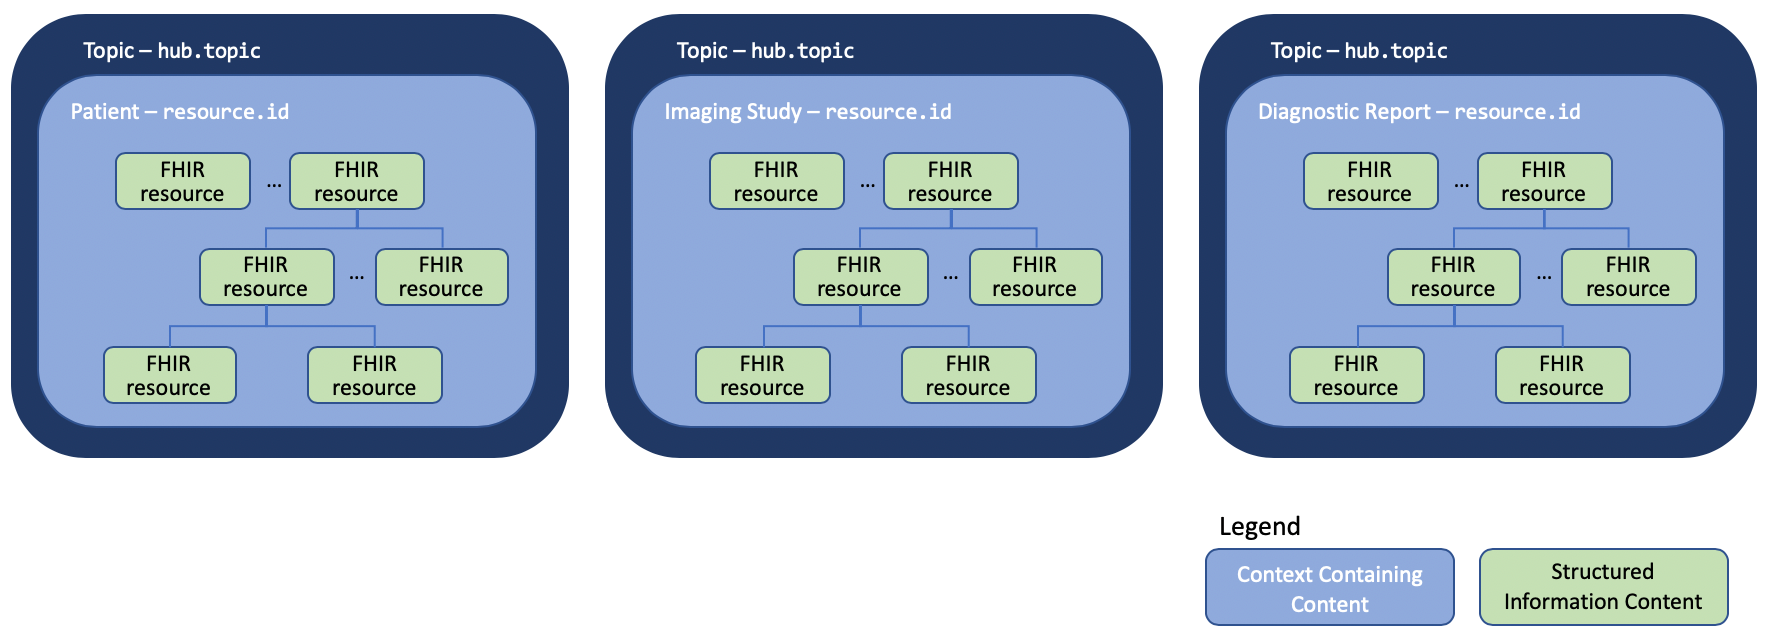 Topic – hub.topic
Patient – resource.id
FHIR
resource
...
FHIR
resource
FHIR
resource
...
FHIR
resource
FHIR
resource
FHIR
resource
Topic – hub.topic
Imaging Study – resource.id
FHIR
resource
...
FHIR
resource
FHIR
resource
...
FHIR
resource
FHIR
resource
FHIR
resource
Topic – hub.topic
Diagnostic Report – resource.id
FHIR
resource
...
FHIR
resource
FHIR
resource
...
FHIR
resource
FHIR
resource
FHIR
resource
Legend
Context Containing
Content
Structured
Information Content